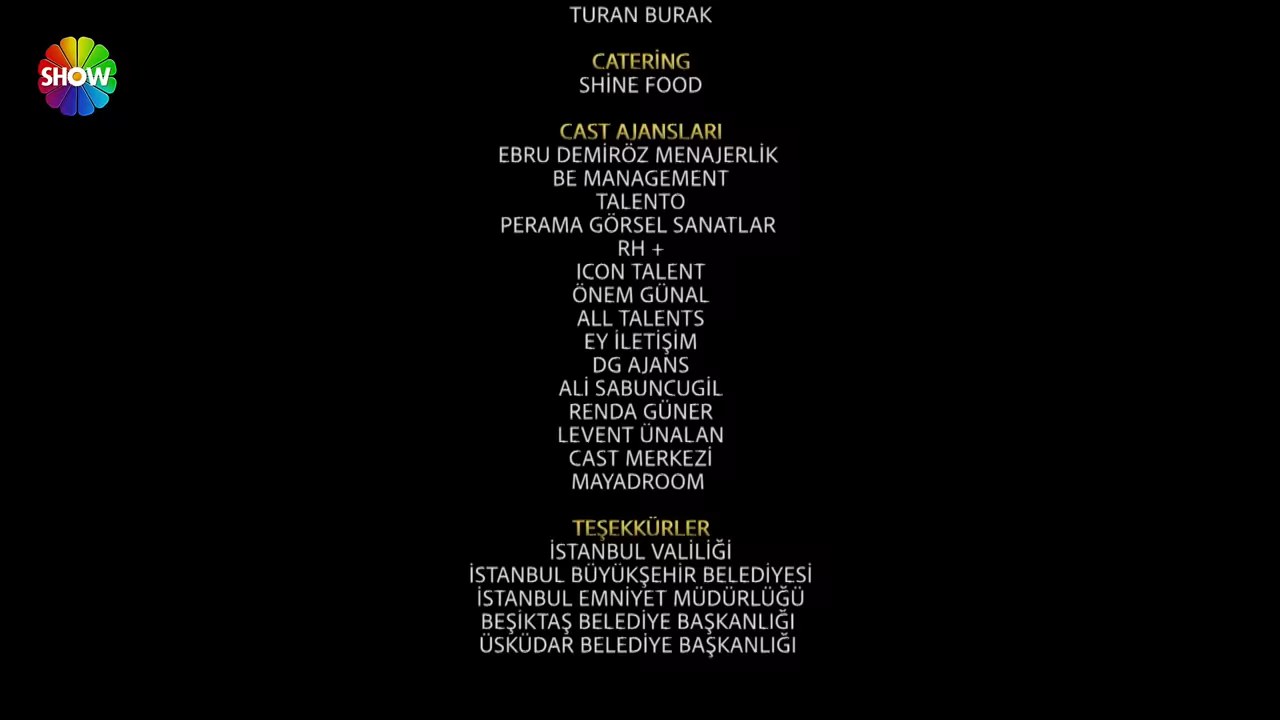 TURAN BURAK
SHOW
CATERİNG
SHİNE FOOD
CAST AJANSLARI
EBRU DEMİRÖZ MENAJERLİK
BE MANAGEMENT
TALENTO
PERAMA GÖRSEL SANATLAR
RH +
ICON TALENT
ÖNEM GÜNAL
ALL TALENTS
EY İLETİŞİM
DG AJANS
ALİ SABUNCUGİL
RENDA GÜNER
LEVENT ÜNALAN
CAST MERKEZİ
MAYADROOM
TEŞEKKÜRLER
İSTANBUL VALİLİĞİ
İSTANBUL BÜYÜKŞEHİR BELEDİYESİ
İSTANBUL EMNİYET MÜDÜRLÜĞÜ
BEŞİKTAŞ BELEDİYE BAŞKANLIĞI
ÜSKÜDAR BELEDİYE BAŞKANLIĞI